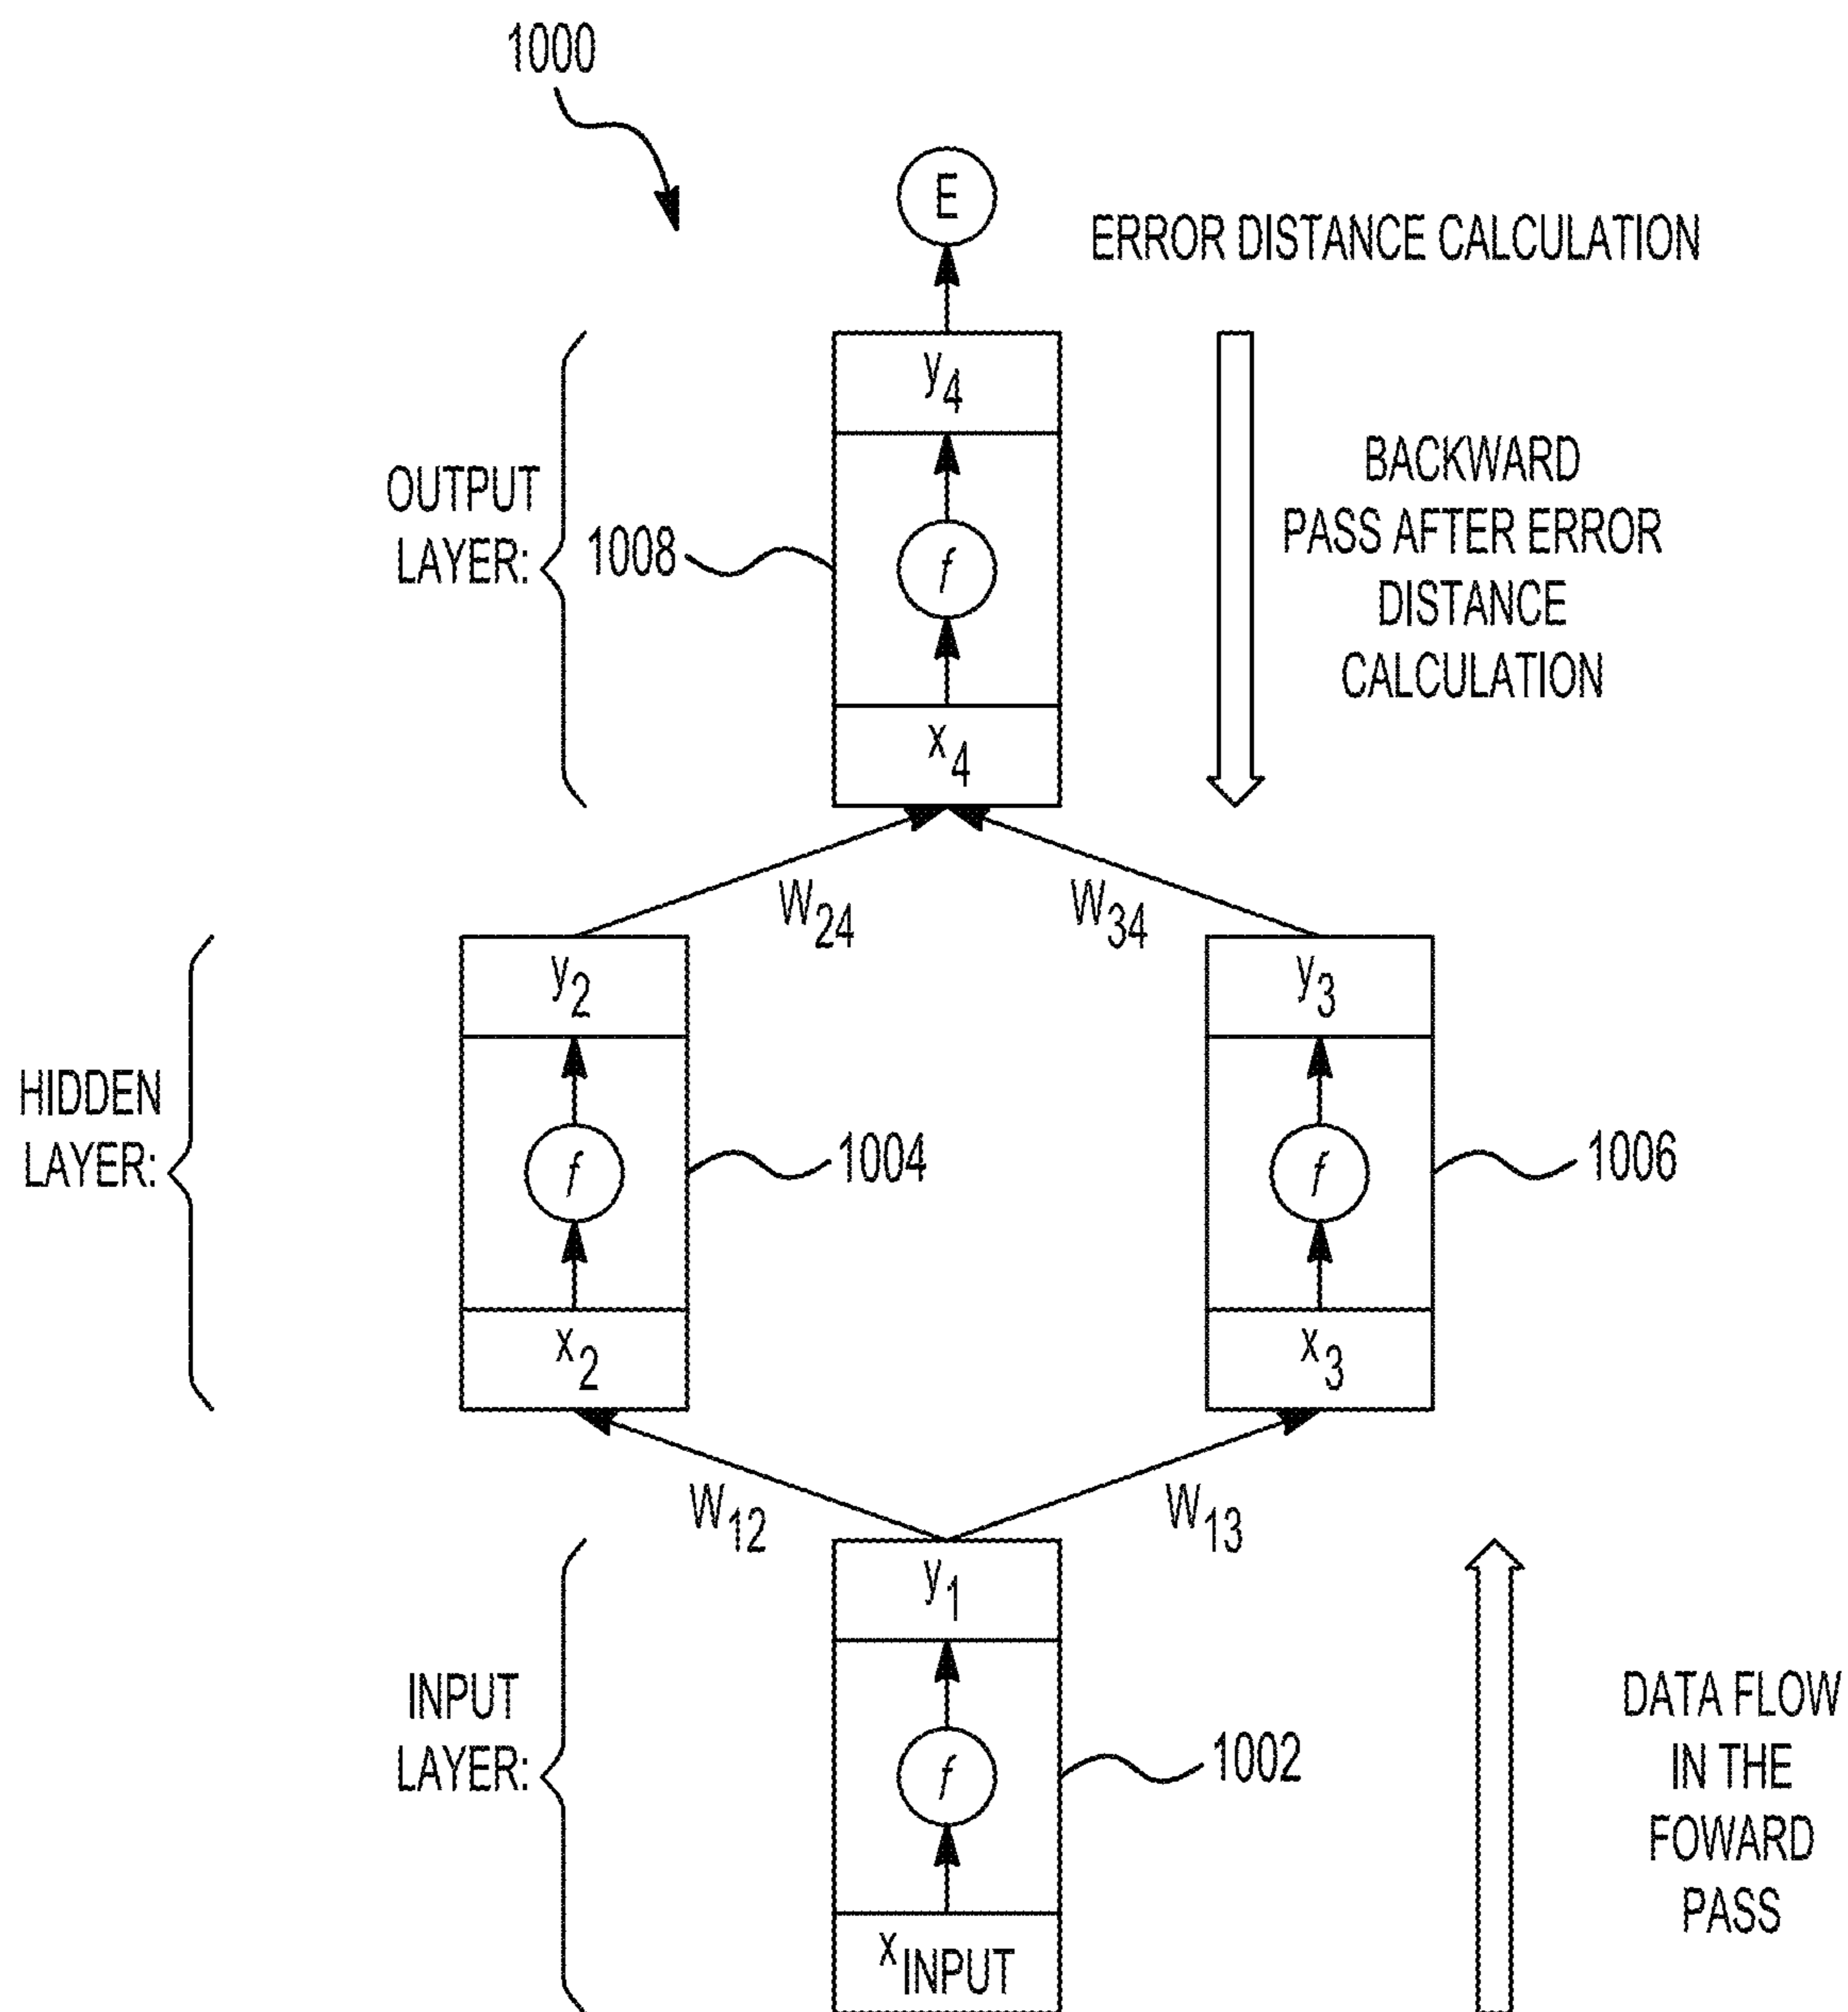 1000
E
ERROR DISTANCE CALCULATION
y4
OUTPUT
LAYER:
1008
f
BACKWARD
PASS AFTER ERROR
DISTANCE
CALCULATION
x4
W24
W34
HIDDEN
LAYER:
y2
f
1004
x2
y3
f
1006
x3
W12
W13
INPUT
LAYER:
y1
f
1002
xINPUT
DATA FLOW
IN THE
FOWARD
PASS